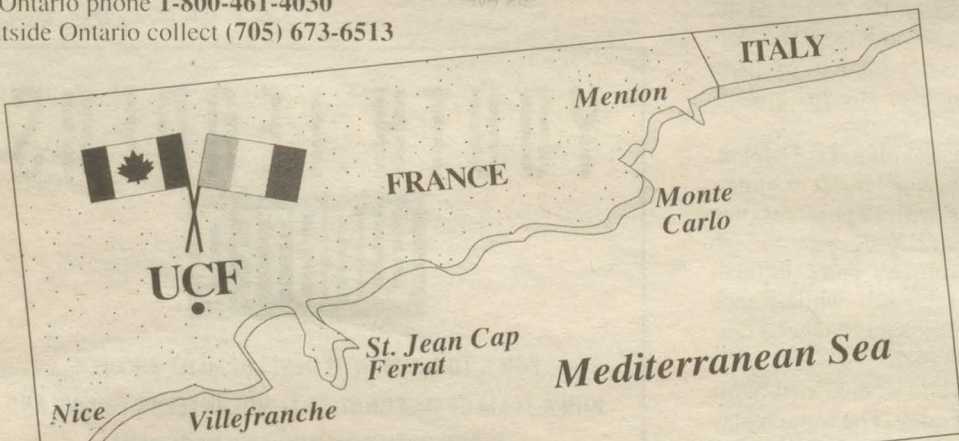 Ontario phone 1-800-461-4030
tside Ontario collect (705) 673-6513
ITALY
Menton
FRANCE
Monte
Carlo
UCF
St. Jean Cap
Ferrat
Mediterranean Sea
Nice
Villefranche